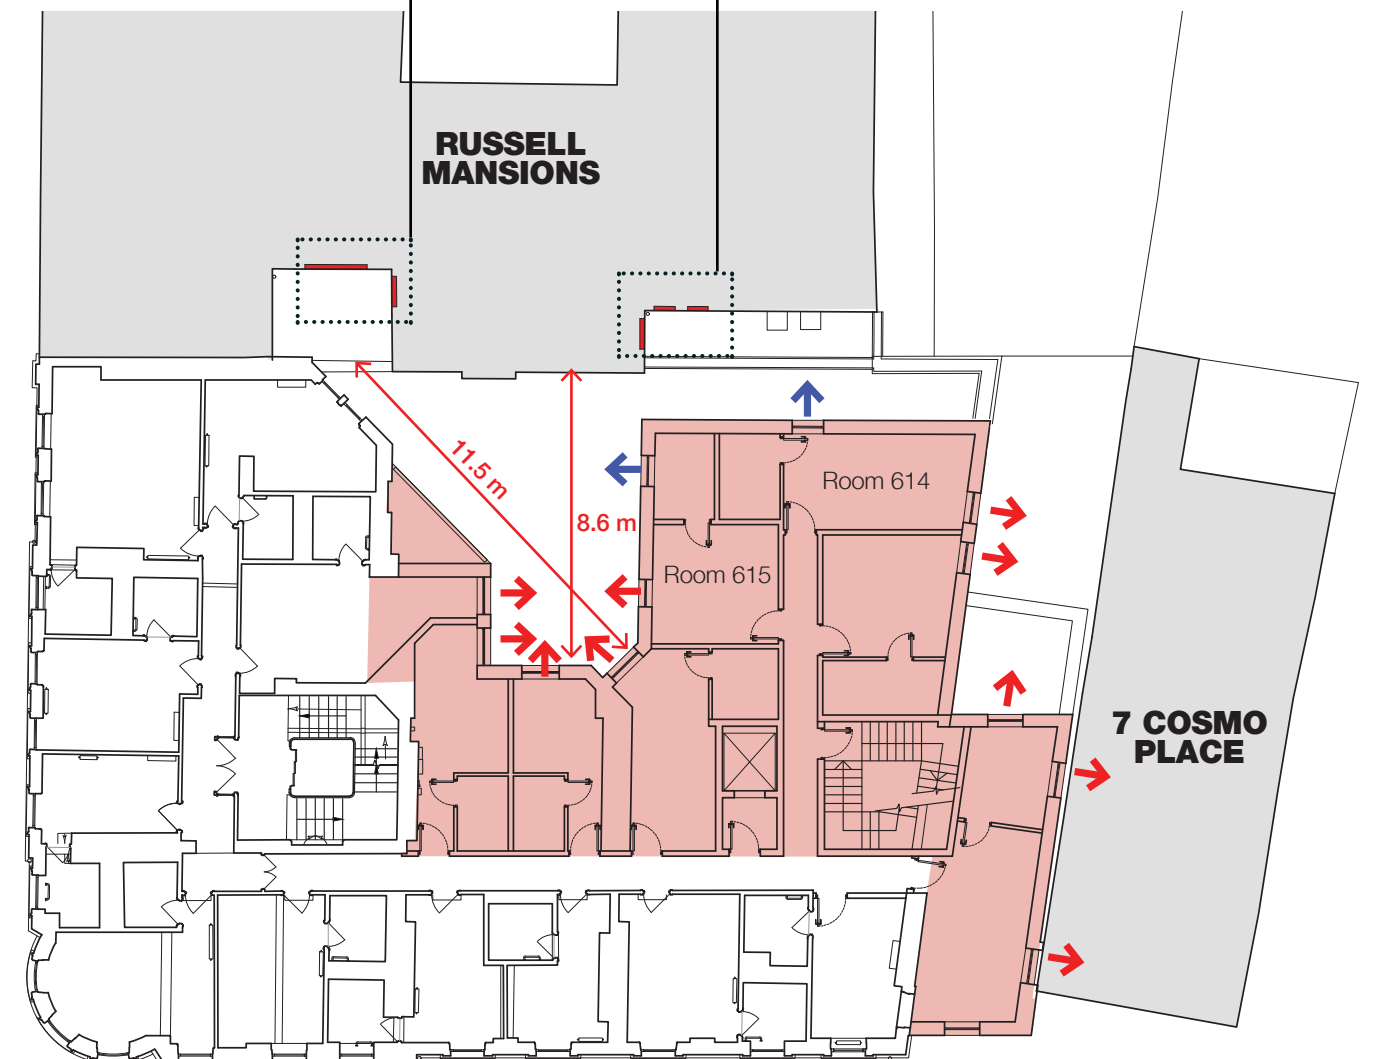 RUSSELL
MANSIONS
11.5 m
8.6 m
Room 614
Room 615
7 COSMO
PLACE